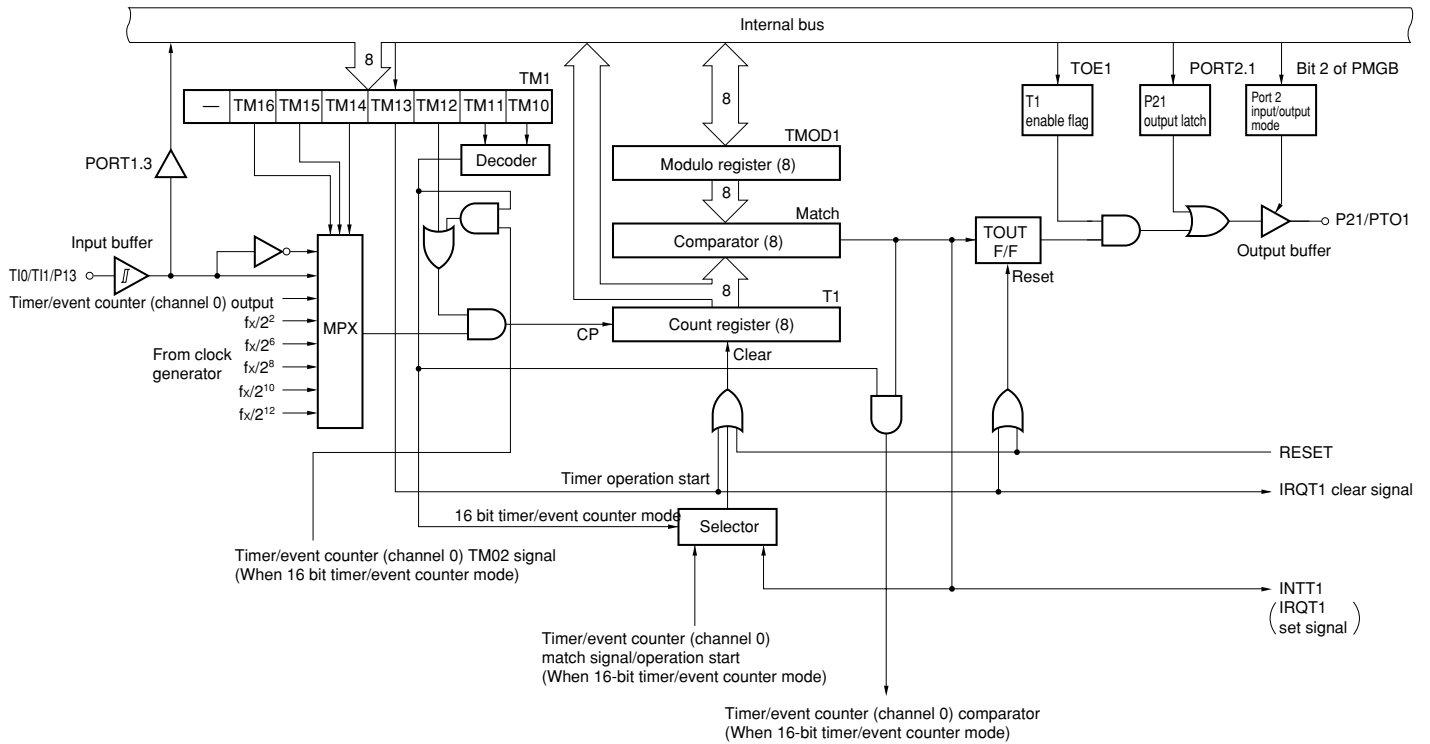 Internal bus
8
TM1
— TM16 TM15 TM14 TM13 TM12 TM11 TM10
Decoder
PORT1.3
Input buffer
TI0/TI1/P13
Timer/event counter (channel 0) output
fx/2²
fx/2⁶
fx/2⁸
fx/2¹⁰
fx/2¹²
From clock
generator
MPX
8
TMOD1
Modulo register (8)
8
Match
Comparator (8)
8
T1
Count register (8)
CP
Clear
TOE1
T1
enable flag
PORT2.1
P21
output latch
Bit 2 of PMGB
Port 2
input/output
mode
TOUT
F/F
Reset
P21/PTO1
Output buffer
RESET
Timer operation start
IRQT1 clear signal
16 bit timer/event counter mode
Selector
Timer/event counter (channel 0) TM02 signal
(When 16 bit timer/event counter mode)
INTT1
(IRQT1
set signal)
Timer/event counter (channel 0)
match signal/operation start
(When 16-bit timer/event counter mode)
Timer/event counter (channel 0) comparator
(When 16-bit timer/event counter mode)